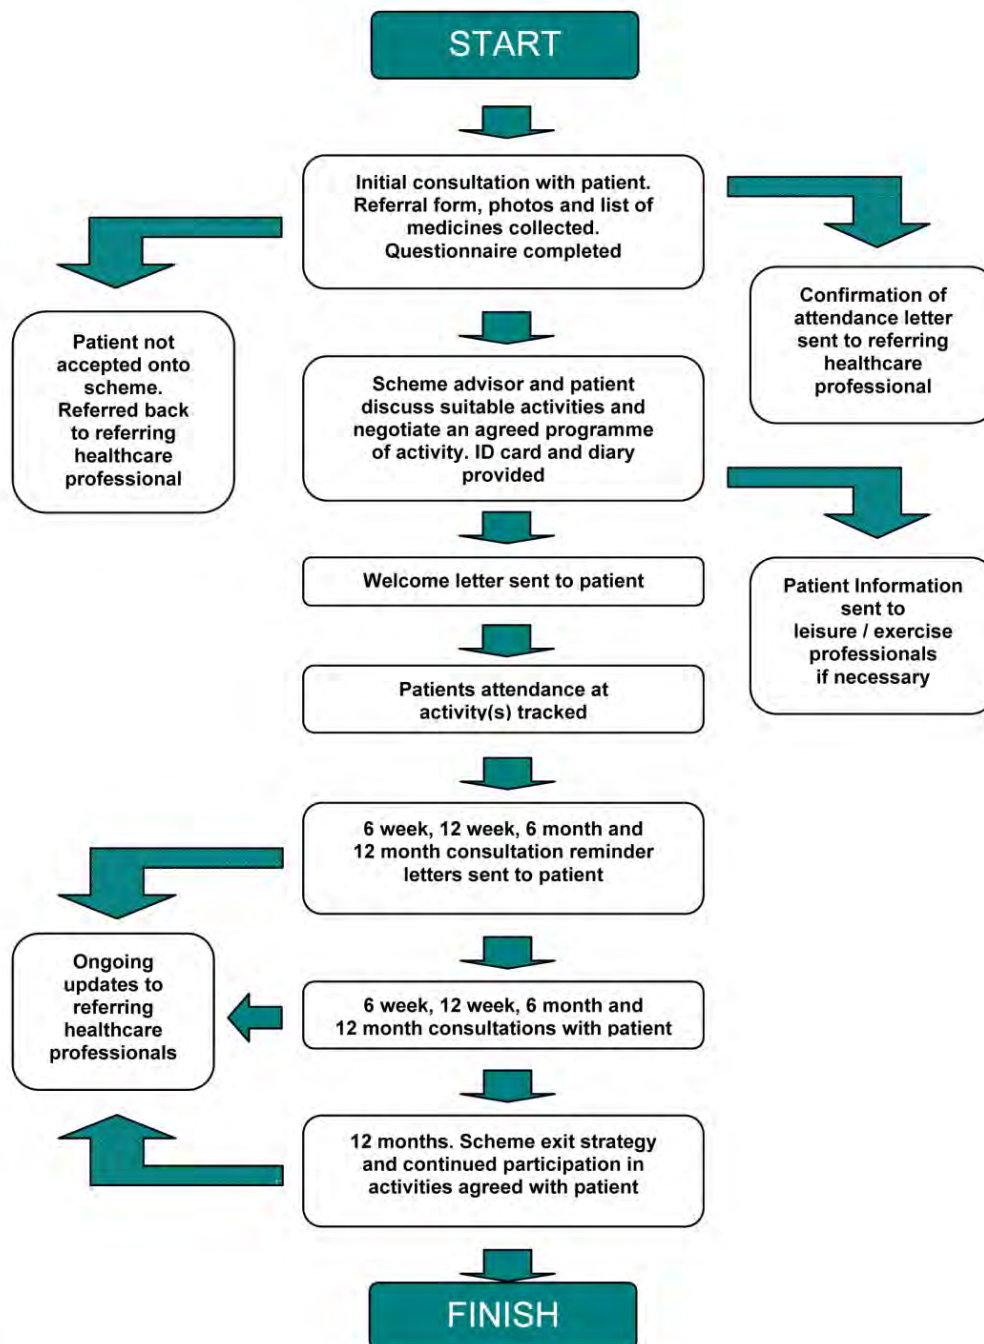 START
Initial consultation with patient.
Referral form, photos and list of
medicines collected.
Questionnaire completed
Confirmation of
attendance letter
sent to referring
healthcare
professional
Patient not
accepted onto
scheme.
Referred back
to referring
healthcare
professional
Scheme advisor and patient
discuss suitable activities and
negotiate an agreed programme
of activity. ID card and diary
provided
Welcome letter sent to patient
Patient Information
sent to
leisure / exercise
professionals
if necessary
Patients attendance at
activity(s) tracked
6 week, 12 week, 6 month and
12 month consultation reminder
letters sent to patient
Ongoing
updates to
referring
healthcare
professionals
6 week, 12 week, 6 month and
12 month consultations with patient
12 months. Scheme exit strategy
and continued participation in
activities agreed with patient
FINISH